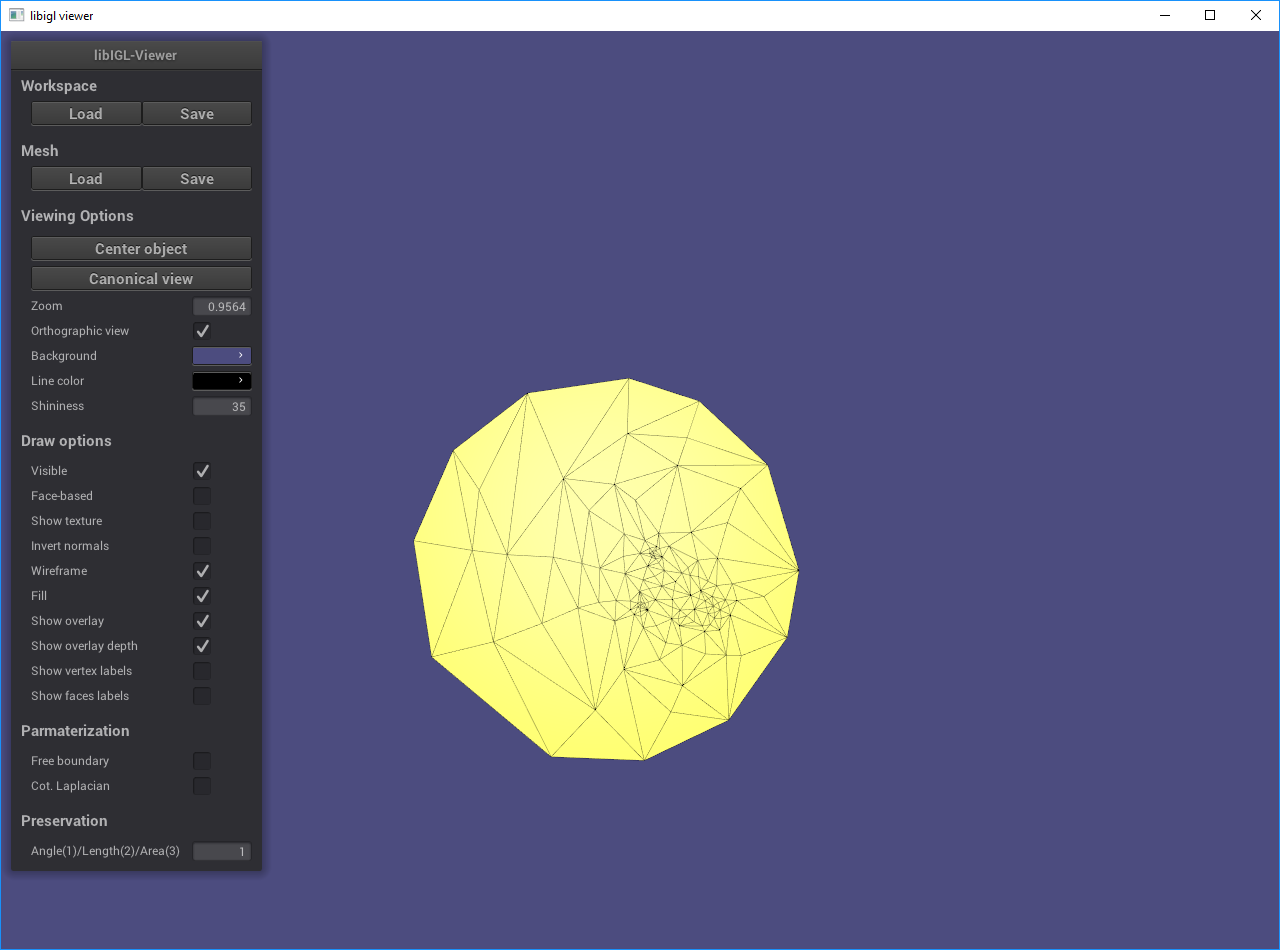 libigl viewer
libIGL-Viewer
Workspace
Load Save
Mesh
Load Save
Viewing Options
Center object
Canonical view
Zoom 0.9564
Orthographic view
Background
Line color
Shininess 35
Draw options
Visible
Face-based
Show texture
Invert normals
Wireframe
Fill
Show overlay
Show overlay depth
Show vertex labels
Show faces labels
Parmaterization
Free boundary
Cot. Laplacian
Preservation
Angle(1)/Length(2)/Area(3) 1